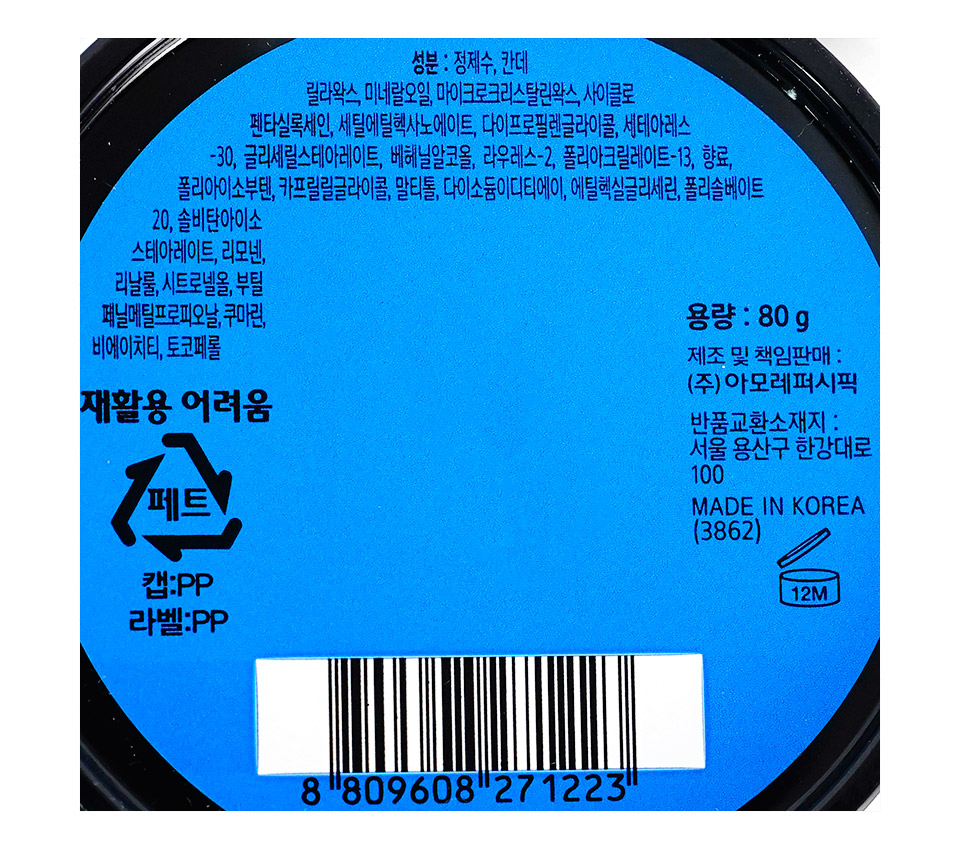 성분 : 정제수, 칸데
릴라왁스, 미네랄오일, 마이크로크리스탈린왁스, 사이클로
펜타실록세인, 세틸에틸헥사노에이트, 다이프로필렌글라이콜, 세테아레스
-30, 글리세릴스테아레이트, 베헤닐알코올, 라우레스-2, 폴리아크릴레이트-13, 향료,
폴리아이소부텐, 카프릴릴글라이콜, 말티톨, 다이소듐이디티에이, 에틸헥실글리세린, 폴리솔베이트
20, 솔비탄아이소
스테아레이트, 리모넨,
리날룰, 시트로넬올, 부틸
페닐메틸프로피오날, 쿠마린,
비에이치티, 토코페롤
재활용 어려움
페트
캡:PP
라벨:PP
용량 : 80 g
제조 및 책임판매 :
(주)아모레퍼시픽
반품교환소재지 :
서울 용산구 한강대로
100
MADE IN KOREA
(3862)
12M
8 809608 271223